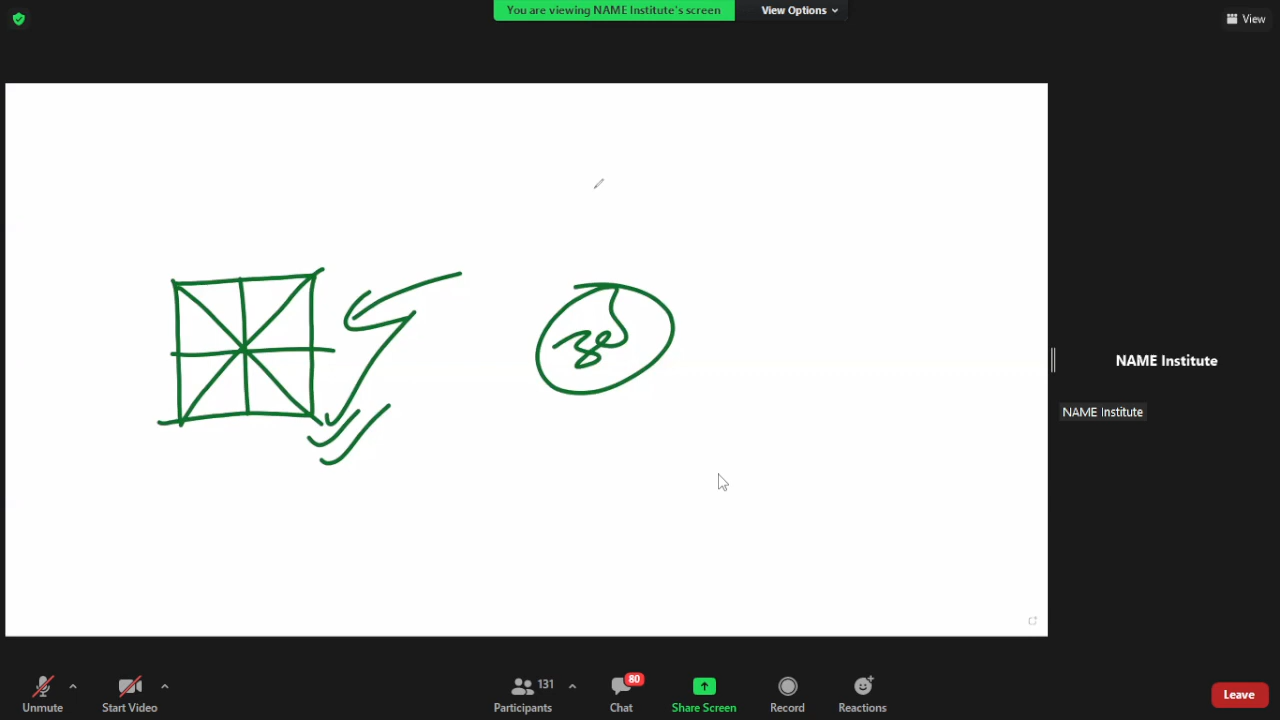 You are viewing NAME Institute's screen
View Options
View
NAME Institute
NAME Institute
Unmute
Start Video
131
Participants
80
Chat
Share Screen
Record
Reactions
Leave